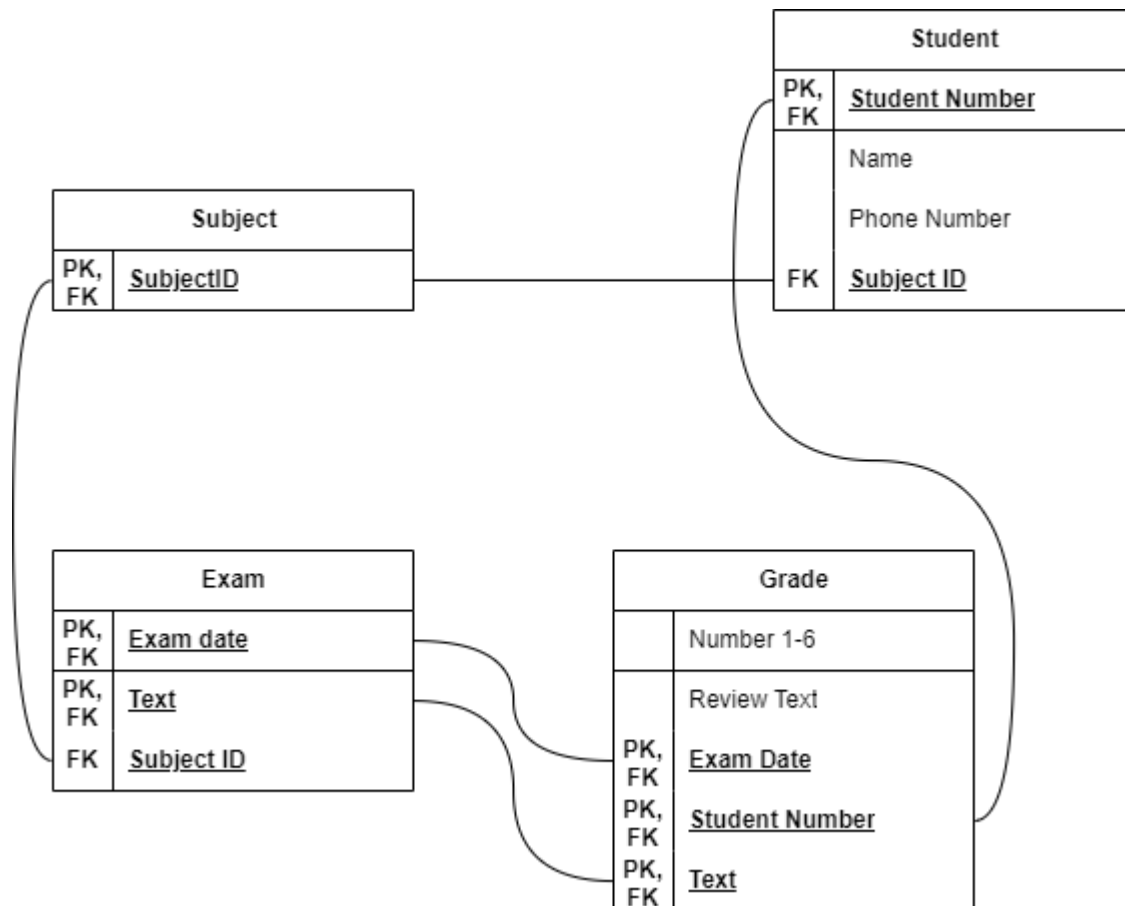 Student
PK, FK Student Number
Name
Phone Number
FK Subject ID
Subject
PK, FK SubjectID
Exam
PK, FK Exam date
PK, FK Text
FK Subject ID
Grade
Number 1-6
Review Text
PK, FK Exam Date
PK, FK Student Number
PK, FK Text